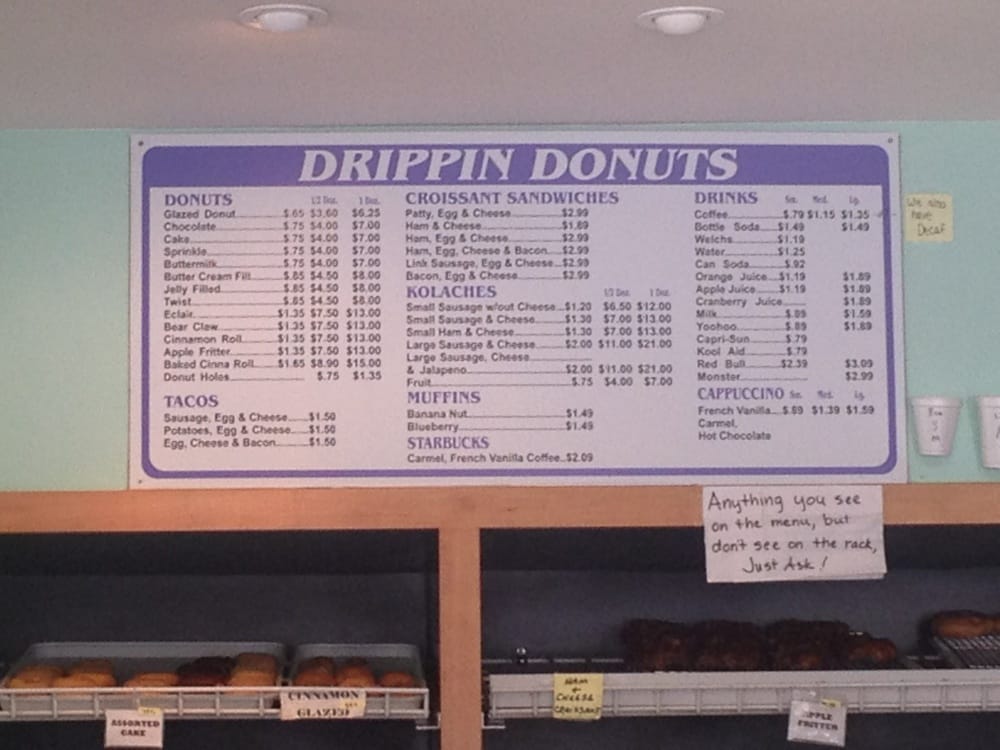 DRIPPIN DONUTS
DONUTS 1/2 Doz. 1 Doz.
Glazed Donut $.65 $3.60 $6.25
Chocolate $.75 $4.00 $7.00
Cake $.75 $4.00 $7.00
Sprinkle $.75 $4.00 $7.00
Buttermilk $.75 $4.00 $7.00
Butter Cream Fill $.85 $4.50 $8.00
Jelly Filled $.85 $4.50 $8.00
Twist $.85 $4.50 $8.00
Eclair $1.35 $7.50 $13.00
Bear Claw $1.35 $7.50 $13.00
Cinnamon Roll $1.35 $7.50 $13.00
Apple Fritter $1.35 $7.50 $13.00
Baked Cinna Roll $1.65 $8.90 $15.00
Donut Holes $.75 $1.35
TACOS
Sausage, Egg & Cheese $1.50
Potatoes, Egg & Cheese $1.50
Egg, Cheese & Bacon $1.50
CROISSANT SANDWICHES
Patty, Egg & Cheese $2.99
Ham & Cheese $1.89
Ham, Egg & Cheese $2.99
Ham, Egg, Cheese & Bacon $2.99
Link Sausage, Egg & Cheese $2.99
Bacon, Egg & Cheese $2.99
KOLACHES 1/2 Doz. 1 Doz.
Small Sausage w/out Cheese $1.20 $6.50 $12.00
Small Sausage & Cheese $1.30 $7.00 $13.00
Small Ham & Cheese $1.30 $7.00 $13.00
Large Sausage & Cheese $2.00 $11.00 $21.00
Large Sausage, Cheese
& Jalapeno $2.00 $11.00 $21.00
Fruit $.75 $4.00 $7.00
MUFFINS
Banana Nut $1.49
Blueberry $1.49
STARBUCKS
Carmel, French Vanilla Coffee $2.09
DRINKS Sm. Med. Lg.
Coffee $.79 $1.15 $1.35
Bottle Soda $1.49 $1.49
Welchs $1.19
Water $1.25
Can Soda $.92
Orange Juice $1.19 $1.89
Apple Juice $1.19 $1.89
Cranberry Juice $1.89
Milk $.89 $1.59
Yoohoo $.89 $1.89
Capri-Sun $.79
Kool Aid $.79
Red Bull $2.39 $3.09
Monster $2.99
CAPPUCCINO Sm. Med. Lg.
French Vanilla $.89 $1.39 $1.59
Carmel,
Hot Chocolate
We also
have
Decaf
Anything you see
on the menu, but
don't see on the rack,
Just Ask!
ASSORTED
CAKE
CINNAMON
GLAZED
HAM
+
CHEESE
CROISSANT
APPLE
FRITTER